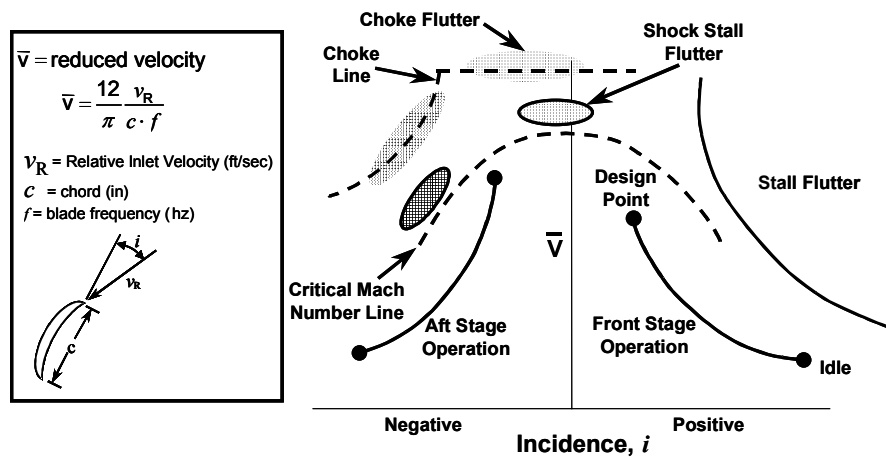 v̄ = reduced velocity
v̄ = 12/π v_R/c · f
v_R = Relative Inlet Velocity (ft/sec)
c = chord (in)
f = blade frequency (hz)
i
v_R
c
Choke Flutter
Choke
Line
Shock Stall
Flutter
Design
Point
Stall Flutter
V̄
Critical Mach
Number Line
Aft Stage
Operation
Front Stage
Operation
Idle
Negative
Positive
Incidence, i